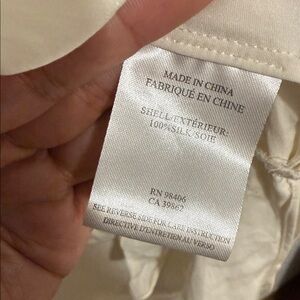 MADE IN CHINA
FABRIQUÉ EN CHINE
SHELL/EXTÉRIEUR:
100%SILK/SOIE
RN 98406
CA 39862
SEE REVERSE SIDE FOR CARE INSTRUCTION
DIRECTIVE D'ENTRETIEN AU VERSO